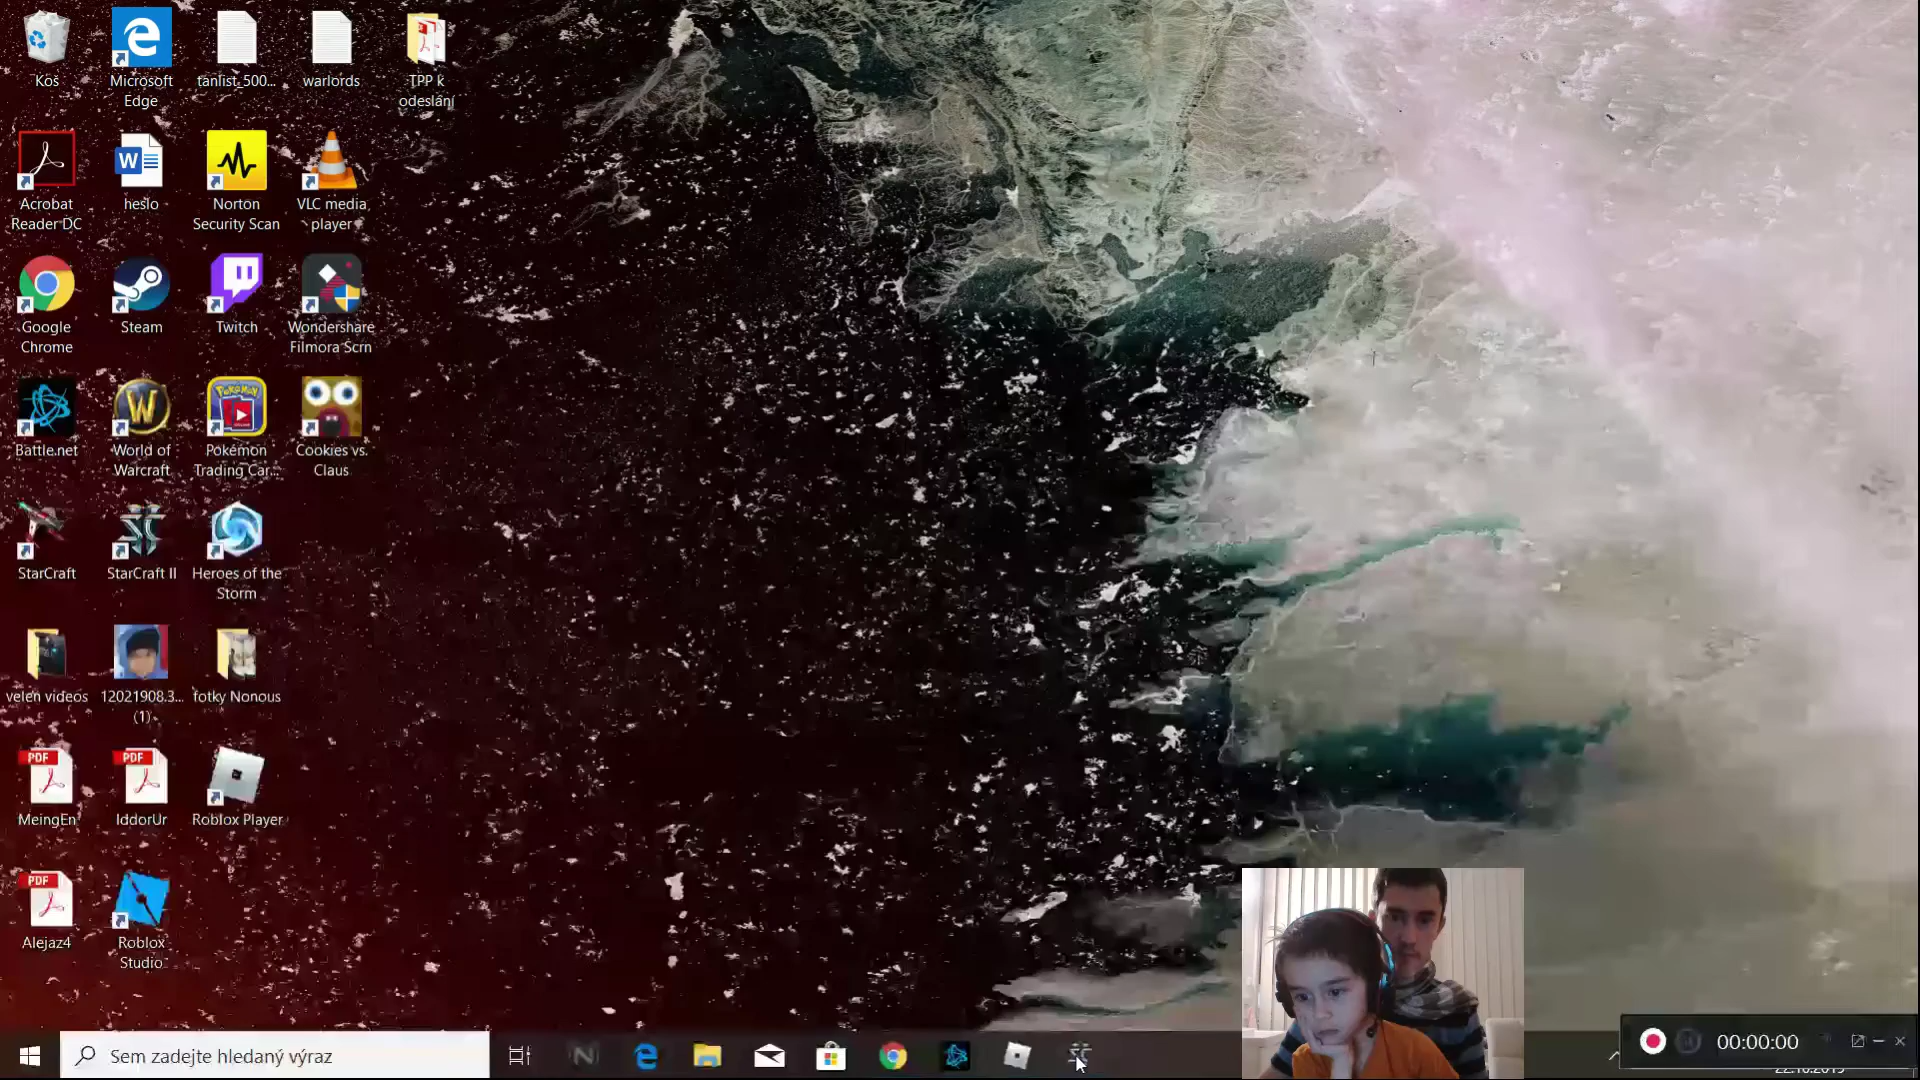 Koš
Microsoft
Edge
tanlist_500...
warlords
TPP k
odeslání
Acrobat
Reader DC
heslo
Norton
Security Scan
VLC media
player
Google
Chrome
Steam
Twitch
Wondershare
Filmora Scrn
Battle.net
World of
Warcraft
Pokémon
Trading Car...
Cookies vs.
Claus
StarCraft
StarCraft II
Heroes of the
Storm
velen videos
12021908.3...
(1)
fotky Nonous
PDF
MeingEn
PDF
IddorUr
Roblox Player
PDF
Alejaz4
Roblox
Studio
Sem zadejte hledaný výraz
00:00:00